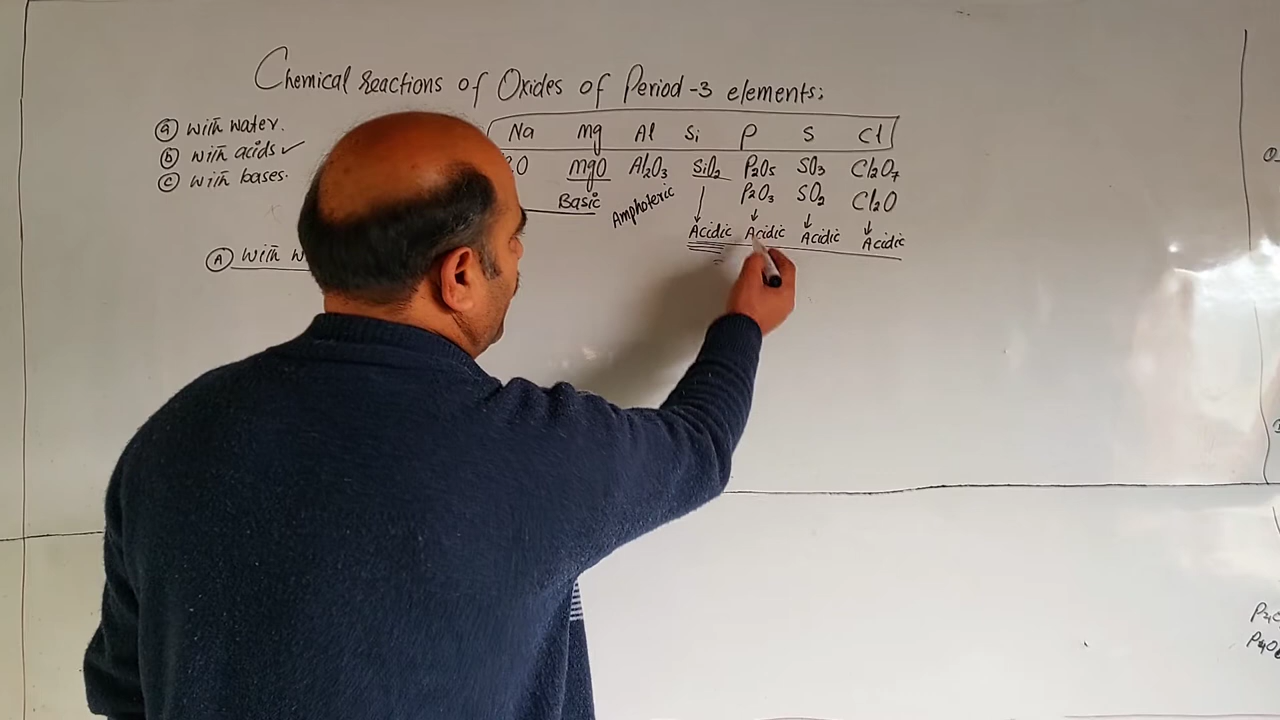 Chemical reactions of Oxides of Period-3 elements:
(a) with water.
(b) with acids ✓
(c) with bases.
Na Mg Al Si P S Cl
O MgO Al2O3 SiO2 P2O5 SO3 Cl2O7
P2O3 SO2 Cl2O
Basic Amphoteric
Acidic Acidic Acidic Acidic
(A) with w